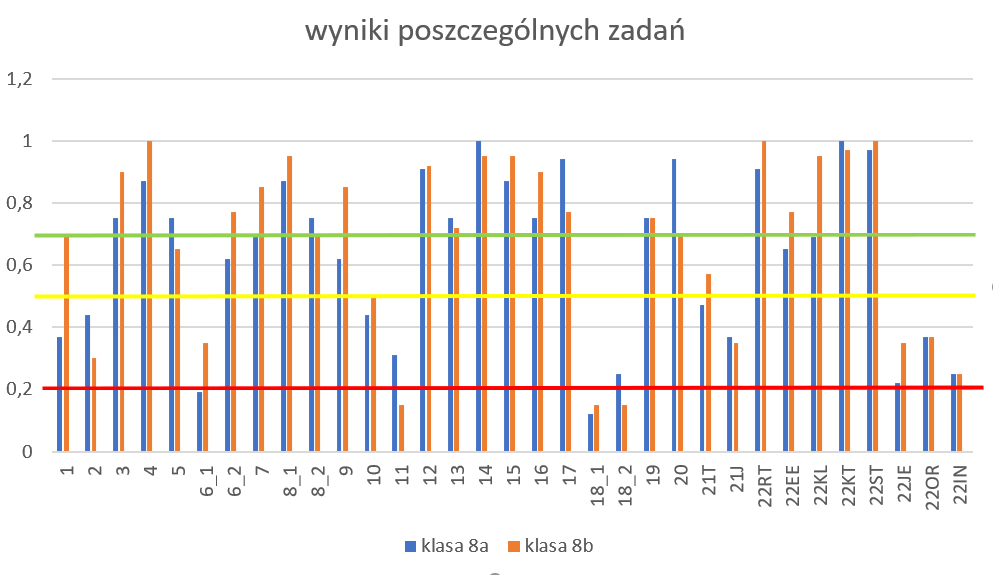 wyniki poszczególnych zadań
1,2
1
0,8
0,6
0,4
0,2
0
1 2 3 4 5 6_1 6_2 7 8_1 8_2 9 10 11 12 13 14 15 16 17 18_1 18_2 19 20 21T 21J 22RT 22EE 22KL 22KT 22ST 22JE 22OR 22IN
klasa 8a klasa 8b